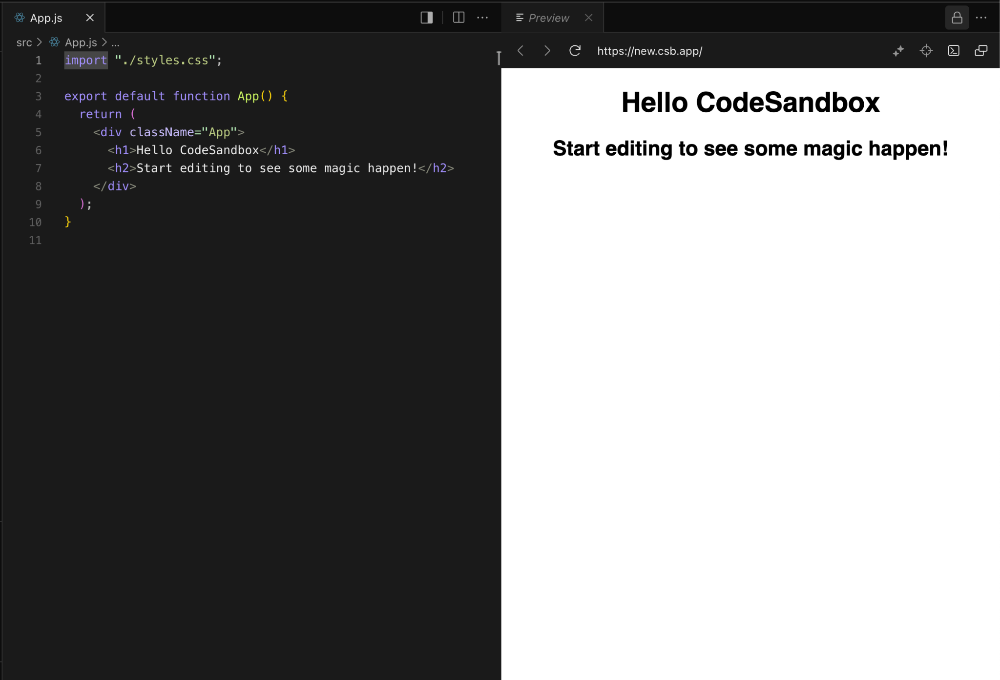 App.js
Preview
src > App.js > ...
https://new.csb.app/
1 import "./styles.css";
2
3 export default function App() {
4   return (
5     <div className="App">
6       <h1>Hello CodeSandbox</h1>
7       <h2>Start editing to see some magic happen!</h2>
8     </div>
9   );
10 }
11
Hello CodeSandbox
Start editing to see some magic happen!